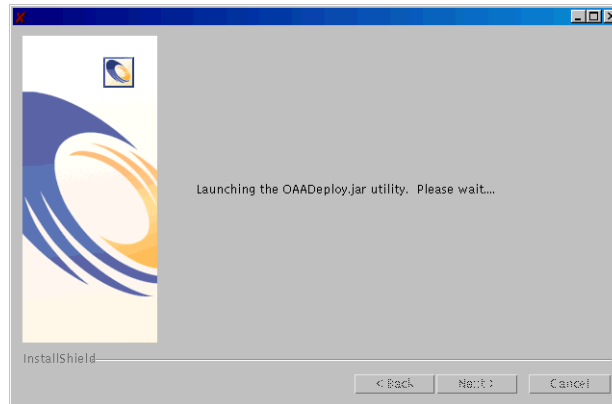 Launching the OAADeploy.jar utility.  Please wait....
InstallShield
< Back
Next >
Cancel